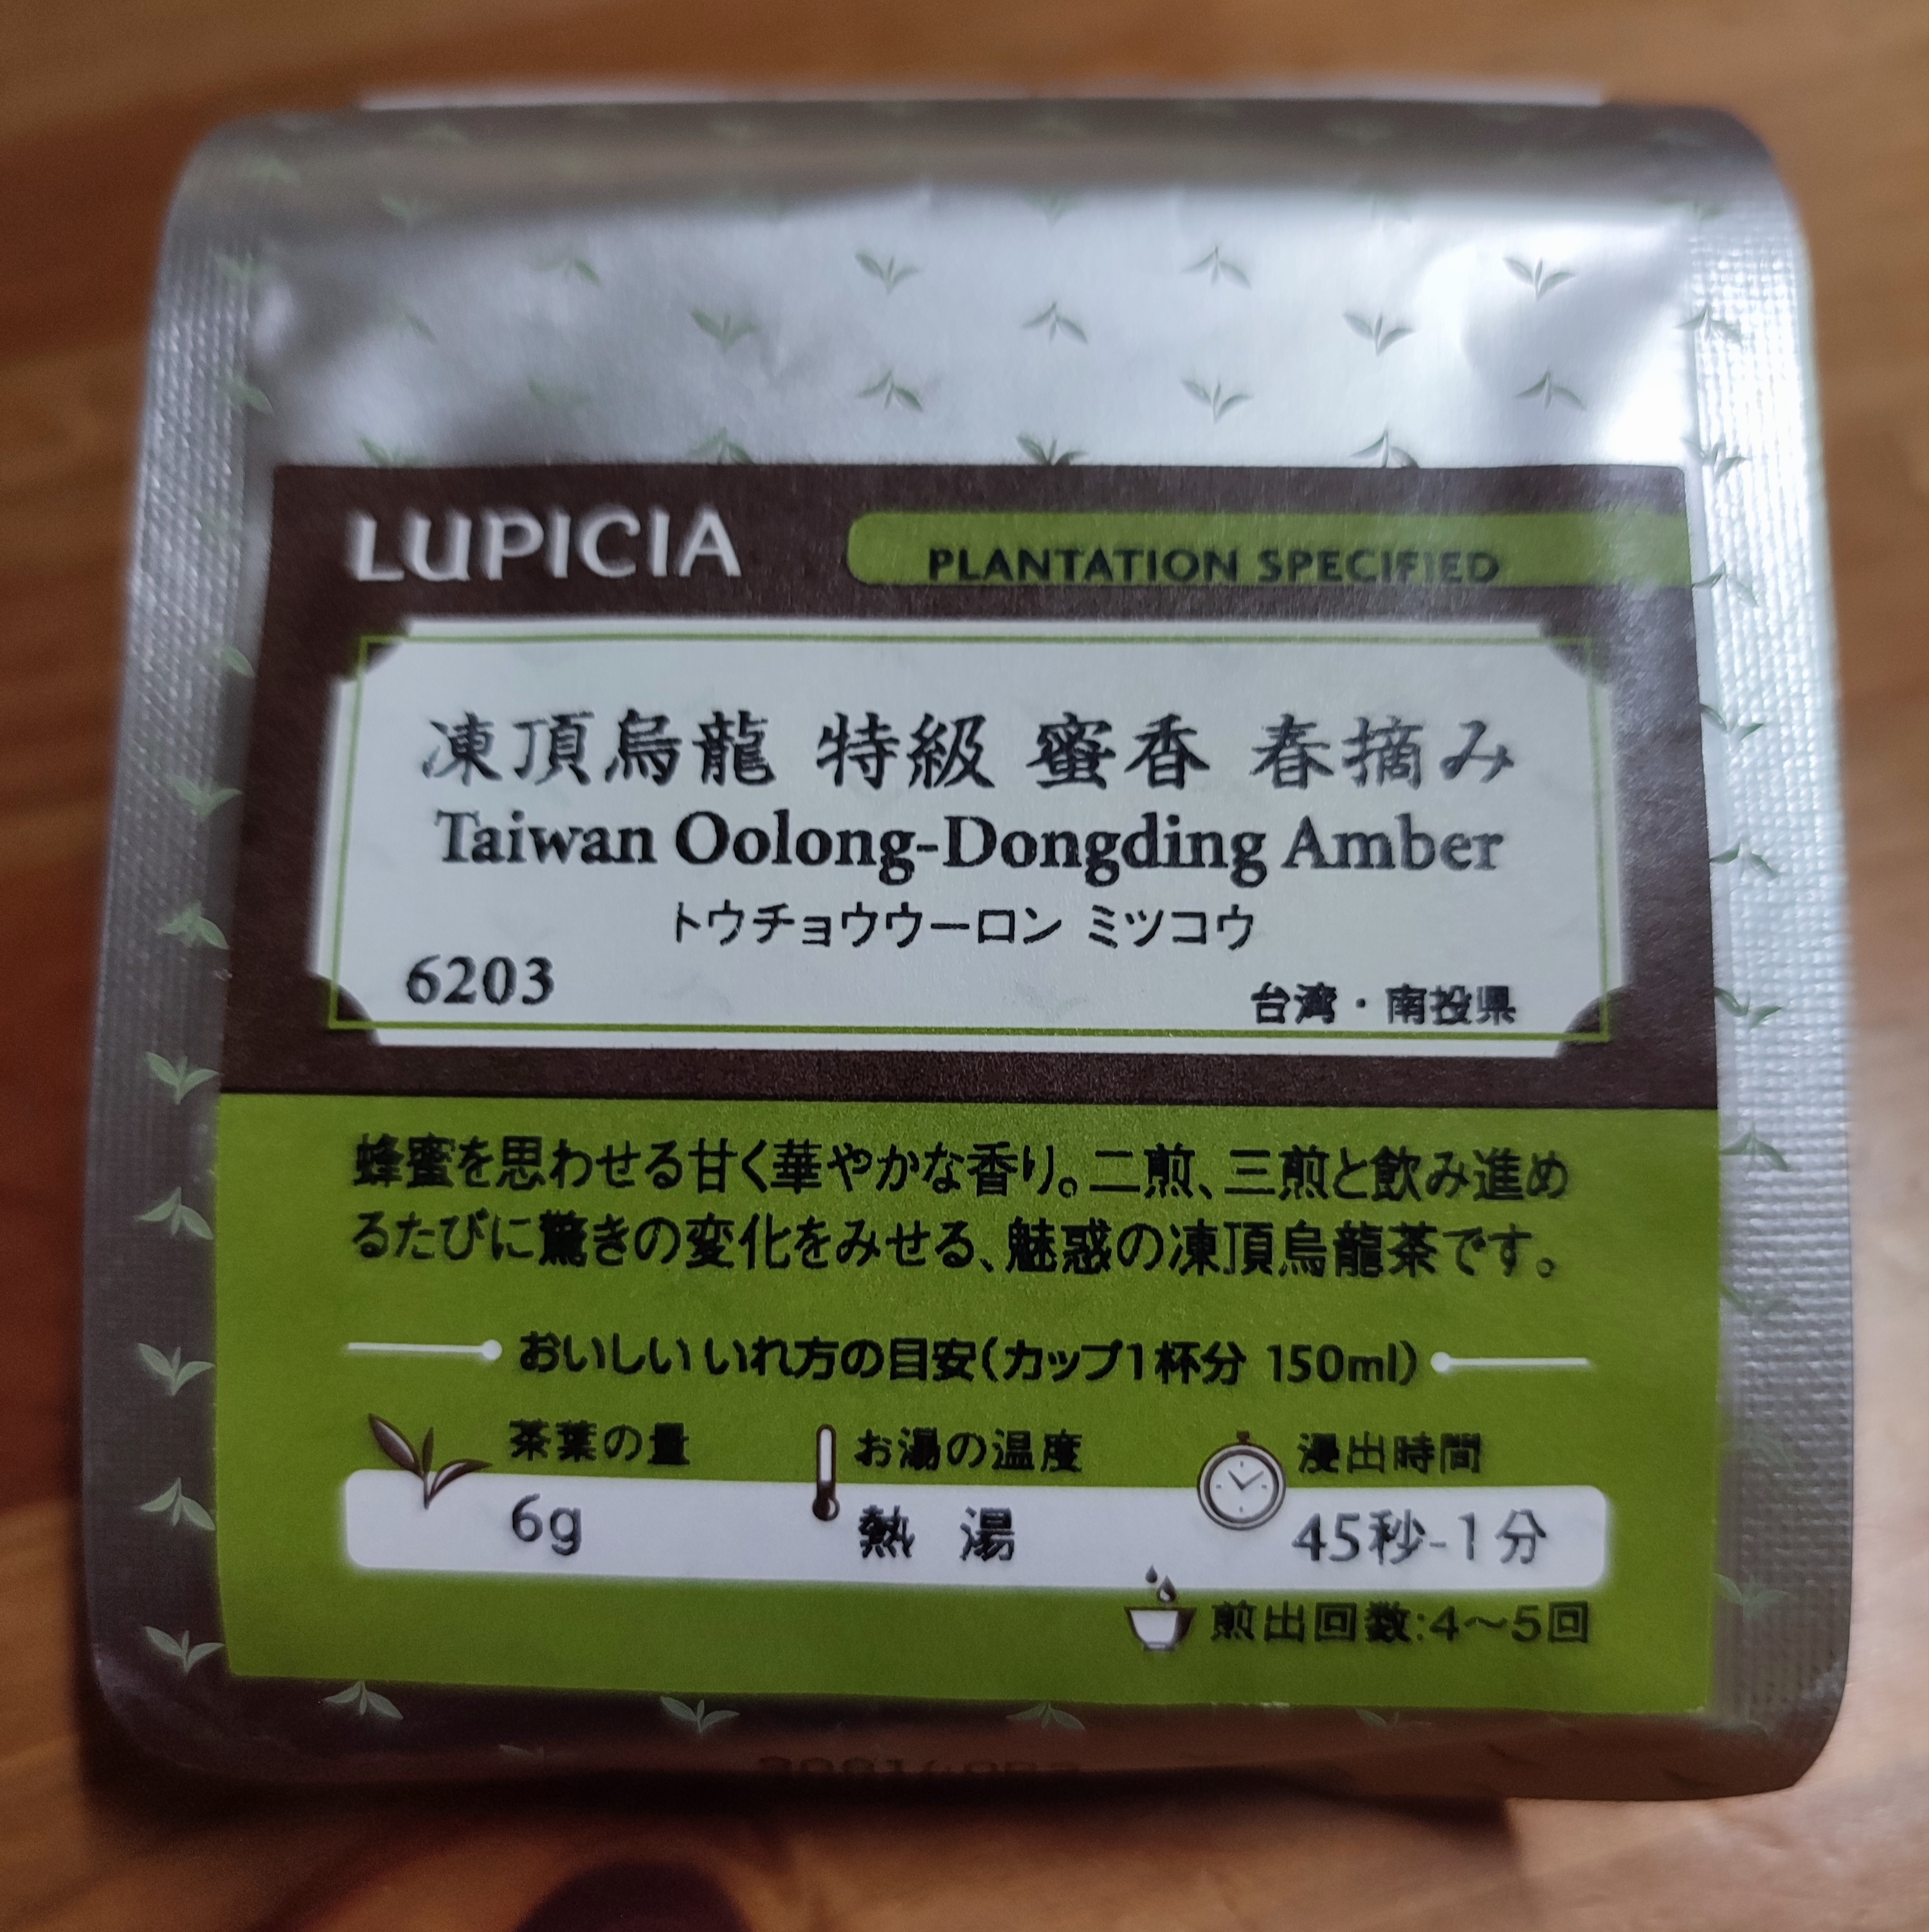 LUPICIA
PLANTATION SPECIFIED
凍頂烏龍 特級 蜜香 春摘み
Taiwan Oolong-Dongding Amber
トウチョウウーロン ミツコウ
6203
台湾・南投県
蜂蜜を思わせる甘く華やかな香り。二煎、三煎と飲み進め
るたびに驚きの変化をみせる、魅惑の凍頂烏龍茶です。
おいしいいれ方の目安(カップ1杯分 150ml)
茶葉の量 お湯の温度 浸出時間
6g 熱 湯 45秒-1分
煎出回数:4〜5回